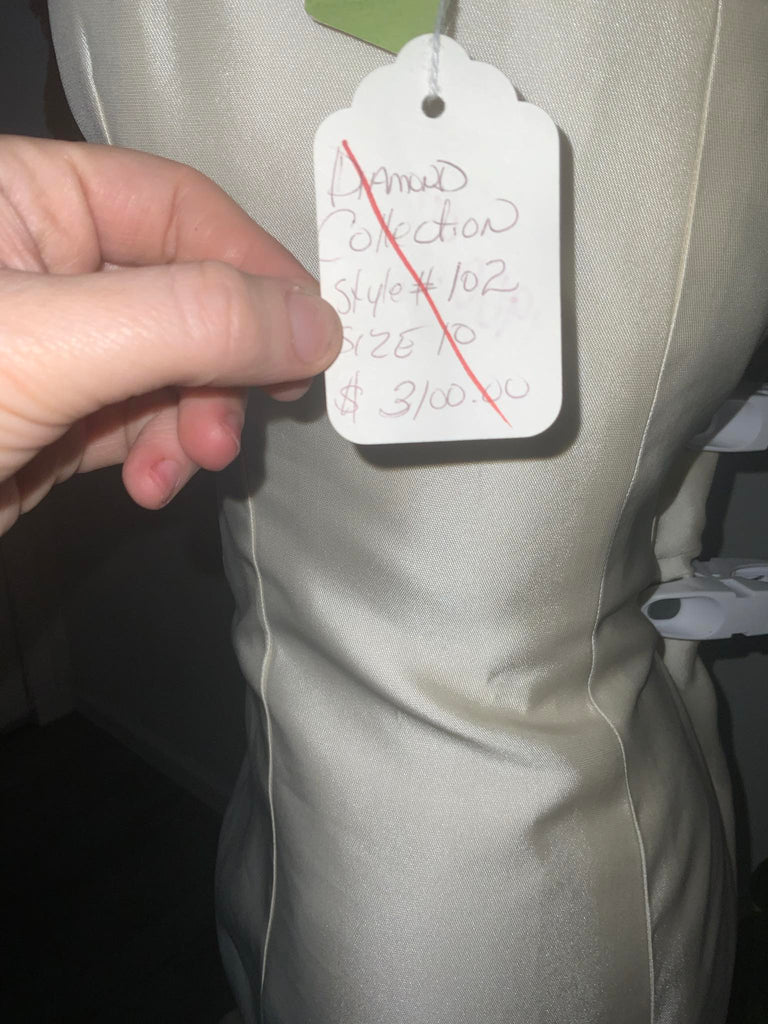 Diamond
Collection
Style # 102
SIZE 10
$ 3100.00